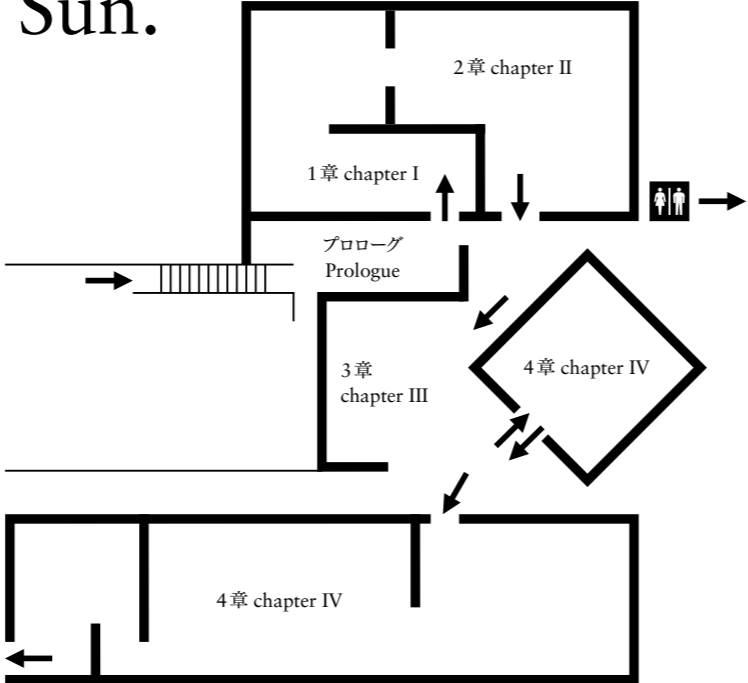 Sun.
2章 chapter II
1章 chapter I
プロローグ
Prologue
3章
chapter III
4章 chapter IV
4章 chapter IV